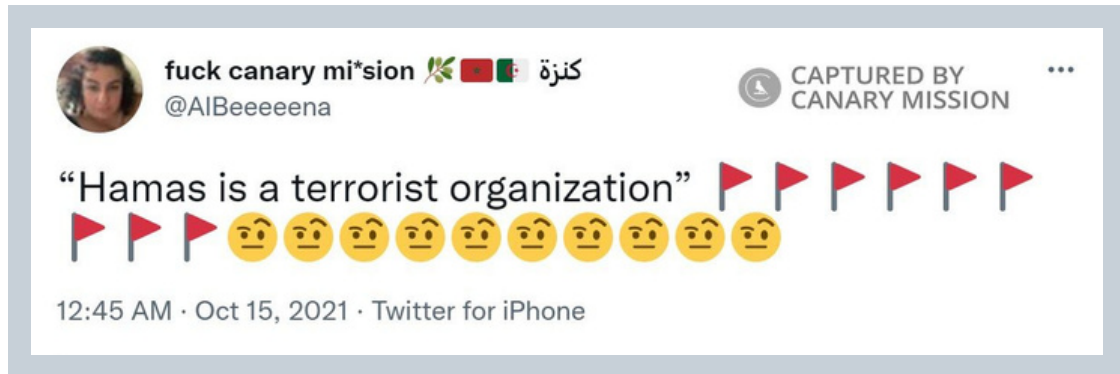 fuck canary mi*sion 🌿🇲🇦🇩🇿 كنزة
@AlBeeeeena
CAPTURED BY
CANARY MISSION
“Hamas is a terrorist organization” 🚩🚩🚩🚩🚩🚩
🚩🚩🚩🤨🤨🤨🤨🤨🤨🤨🤨🤨🤨
12:45 AM · Oct 15, 2021 · Twitter for iPhone